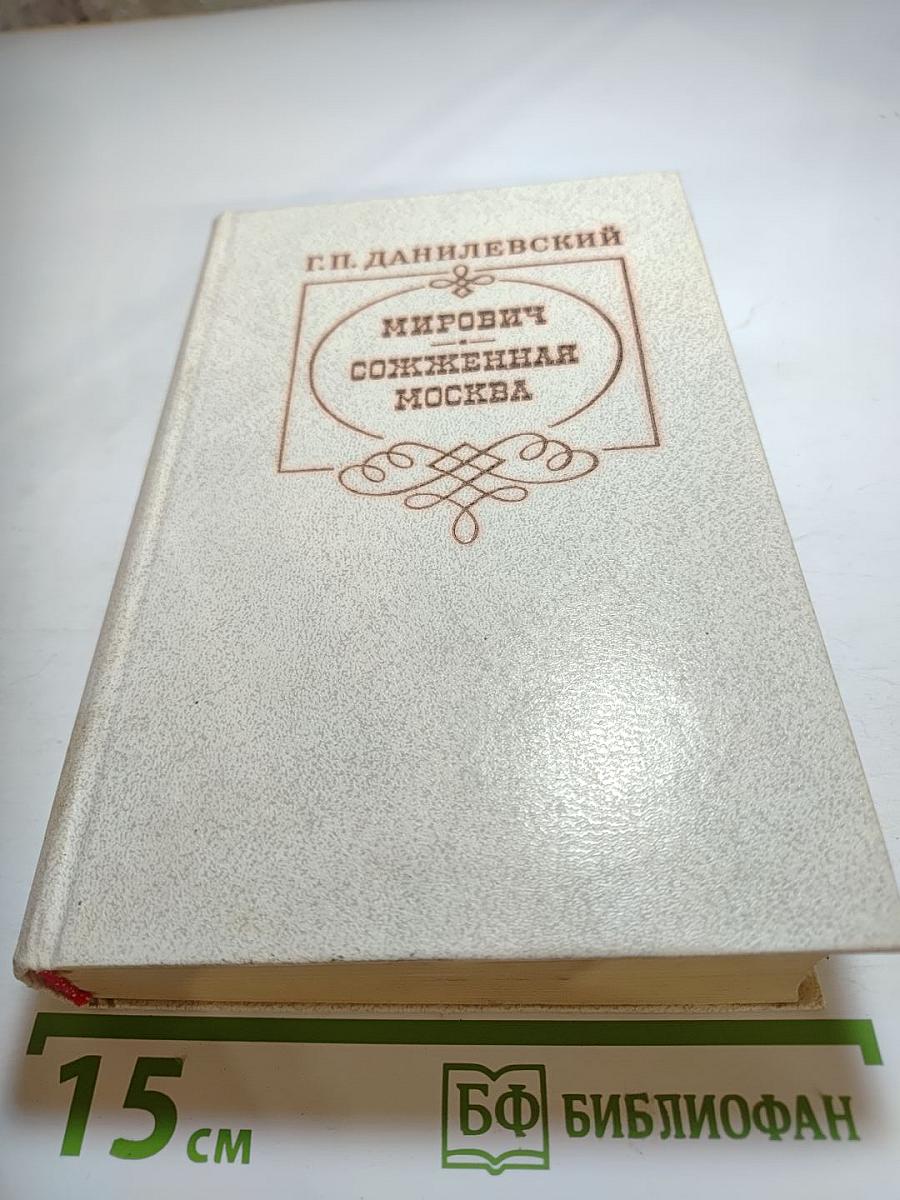 Г. П. ДАНИЛЕВСКИЙ
МИРОВИЧ
СОЖЖЕННАЯ
МОСКВА
15 см
БФ БИБЛИОФАН